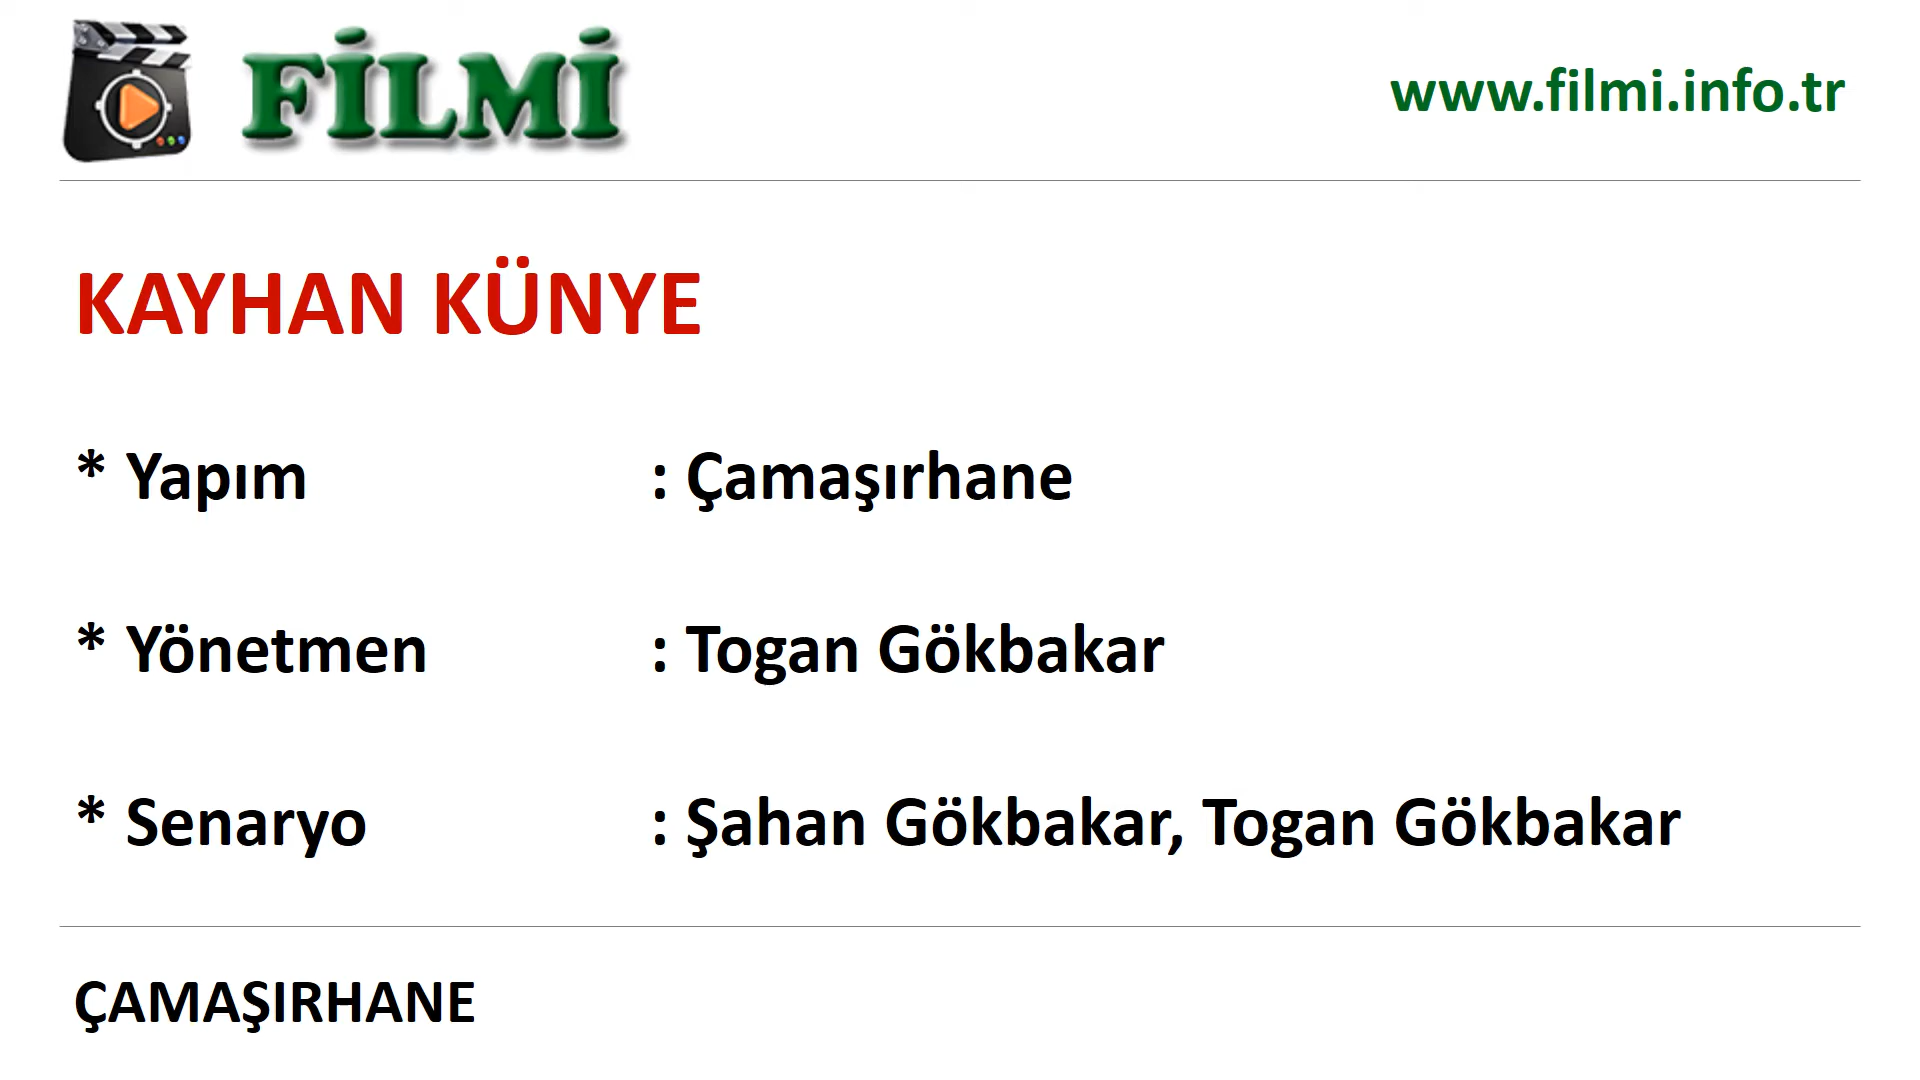 FİLMİ
www.filmi.info.tr
KAYHAN KÜNYE
* Yapım : Çamaşırhane
* Yönetmen : Togan Gökbakar
* Senaryo : Şahan Gökbakar, Togan Gökbakar
ÇAMAŞIRHANE